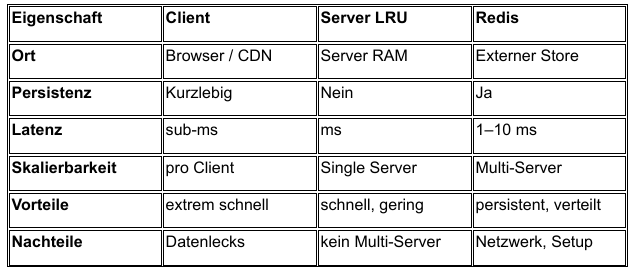 Eigenschaft Client Server LRU Redis
Ort Browser / CDN Server RAM Externer Store
Persistenz Kurzlebig Nein Ja
Latenz sub-ms ms 1–10 ms
Skalierbarkeit pro Client Single Server Multi-Server
Vorteile extrem schnell schnell, gering persistent, verteilt
Nachteile Datenlecks kein Multi-Server Netzwerk, Setup